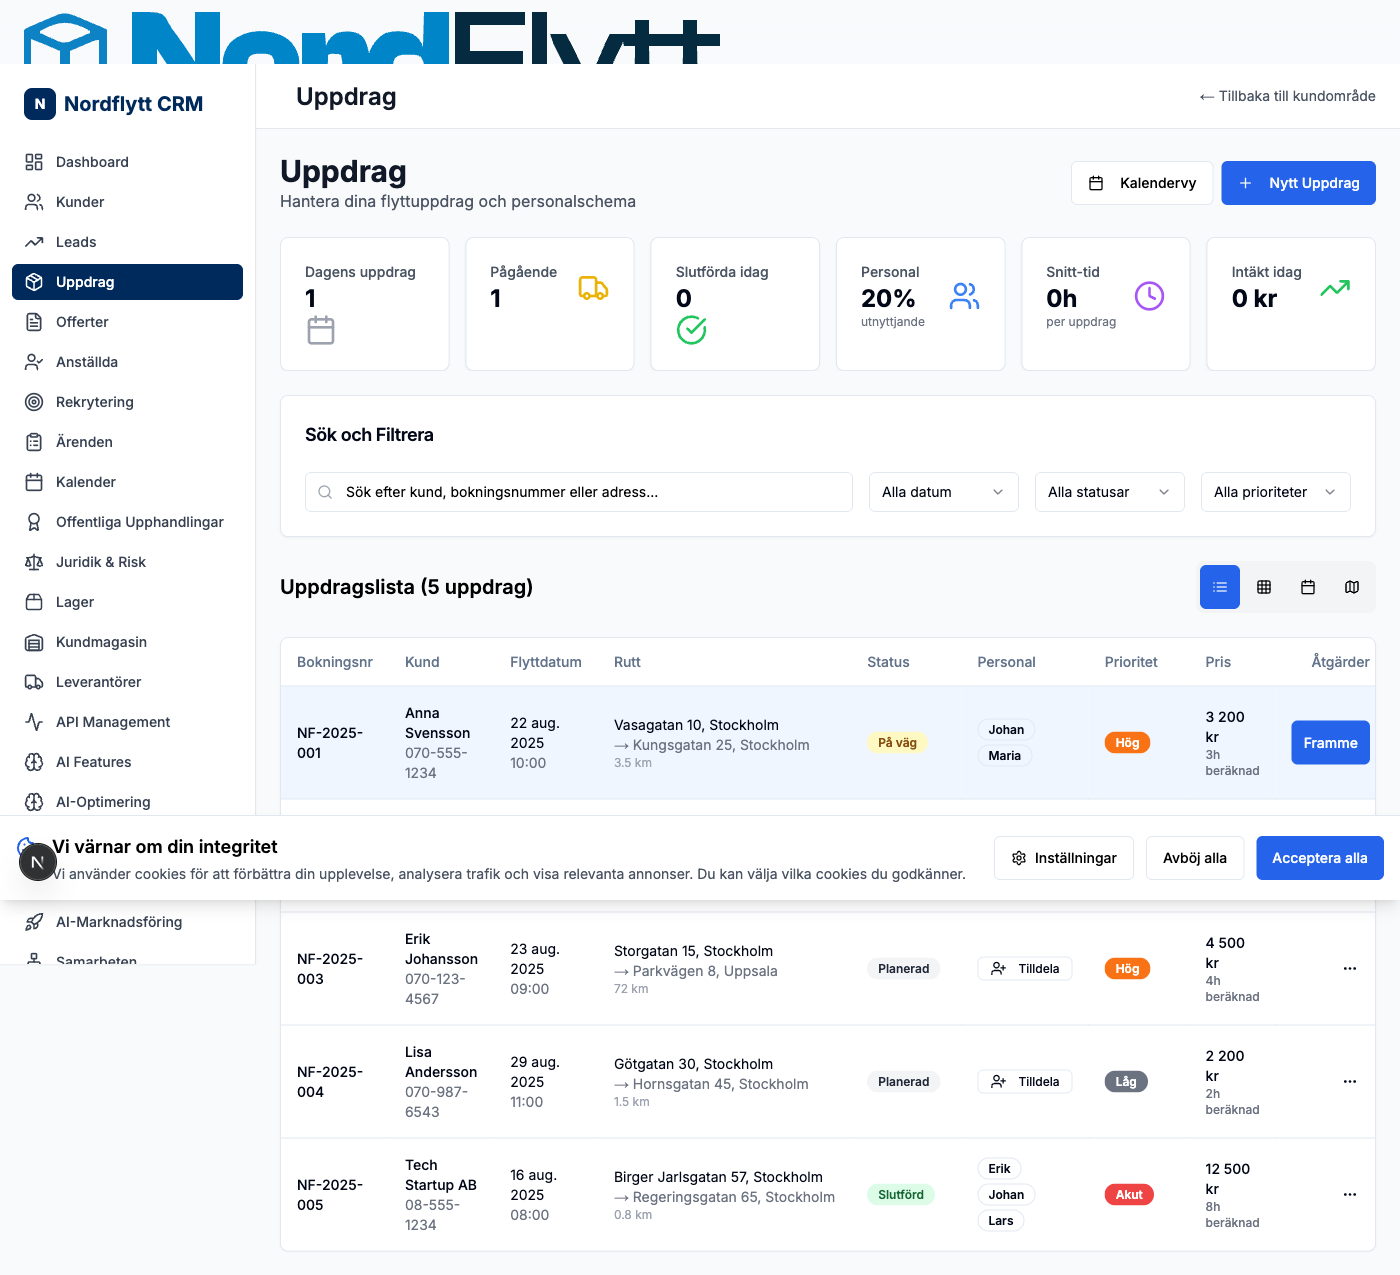 NordFlytt
N Nordflytt CRM
Dashboard
Kunder
Leads
Uppdrag
Offerter
Anställda
Rekrytering
Ärenden
Kalender
Offentliga Upphandlingar
Juridik & Risk
Lager
Kundmagasin
Leverantörer
API Management
AI Features
AI-Optimering
AI-Marknadsföring
Samarbeten
Uppdrag
← Tillbaka till kundområde
Uppdrag
Hantera dina flyttuppdrag och personalschema
Kalendervy
Nytt Uppdrag
Dagens uppdrag
1
Pågående
1
Slutförda idag
0
Personal
20%
utnyttjande
Snitt-tid
0h
per uppdrag
Intäkt idag
0 kr
Sök och Filtrera
Sök efter kund, bokningsnummer eller adress...
Alla datum
Alla statusar
Alla prioriteter
Uppdragslista (5 uppdrag)
Bokningsnr Kund Flyttdatum Rutt Status Personal Prioritet Pris Åtgärder
NF-2025-
001
Anna
Svensson
070-555-
1234
22 aug.
2025
10:00
Vasagatan 10, Stockholm
→ Kungsgatan 25, Stockholm
3.5 km
På väg
Johan
Maria
Hög
3 200
kr
3h
beräknad
Framme
Vi värnar om din integritet
Vi använder cookies för att förbättra din upplevelse, analysera trafik och visa relevanta annonser. Du kan välja vilka cookies du godkänner.
N
Inställningar
Avböj alla
Acceptera alla
NF-2025-
003
Erik
Johansson
070-123-
4567
23 aug.
2025
09:00
Storgatan 15, Stockholm
→ Parkvägen 8, Uppsala
72 km
Planerad
Tilldela
Hög
4 500
kr
4h
beräknad
NF-2025-
004
Lisa
Andersson
070-987-
6543
29 aug.
2025
11:00
Götgatan 30, Stockholm
→ Hornsgatan 45, Stockholm
1.5 km
Planerad
Tilldela
Låg
2 200
kr
2h
beräknad
NF-2025-
005
Tech
Startup AB
08-555-
1234
16 aug.
2025
08:00
Birger Jarlsgatan 57, Stockholm
→ Regeringsgatan 65, Stockholm
0.8 km
Slutförd
Erik
Johan
Lars
Akut
12 500
kr
8h
beräknad